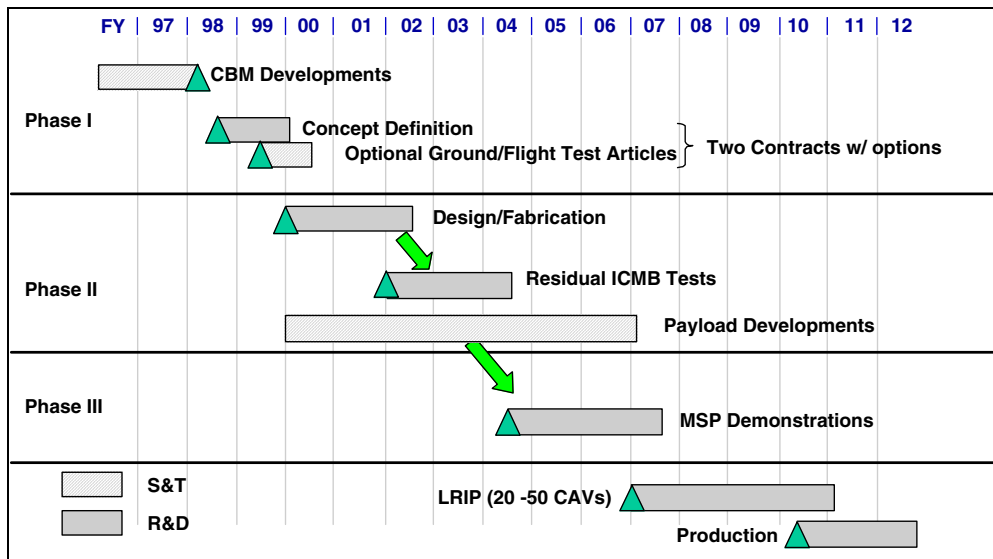 FY 97 98 99 00 01 02 03 04 05 06 07 08 09 10 11 12
CBM Developments
Phase I
Concept Definition
Optional Ground/Flight Test Articles
Two Contracts w/ options
Design/Fabrication
Phase II
Residual ICMB Tests
Payload Developments
Phase III
MSP Demonstrations
S&T
LRIP (20 -50 CAVs)
R&D
Production